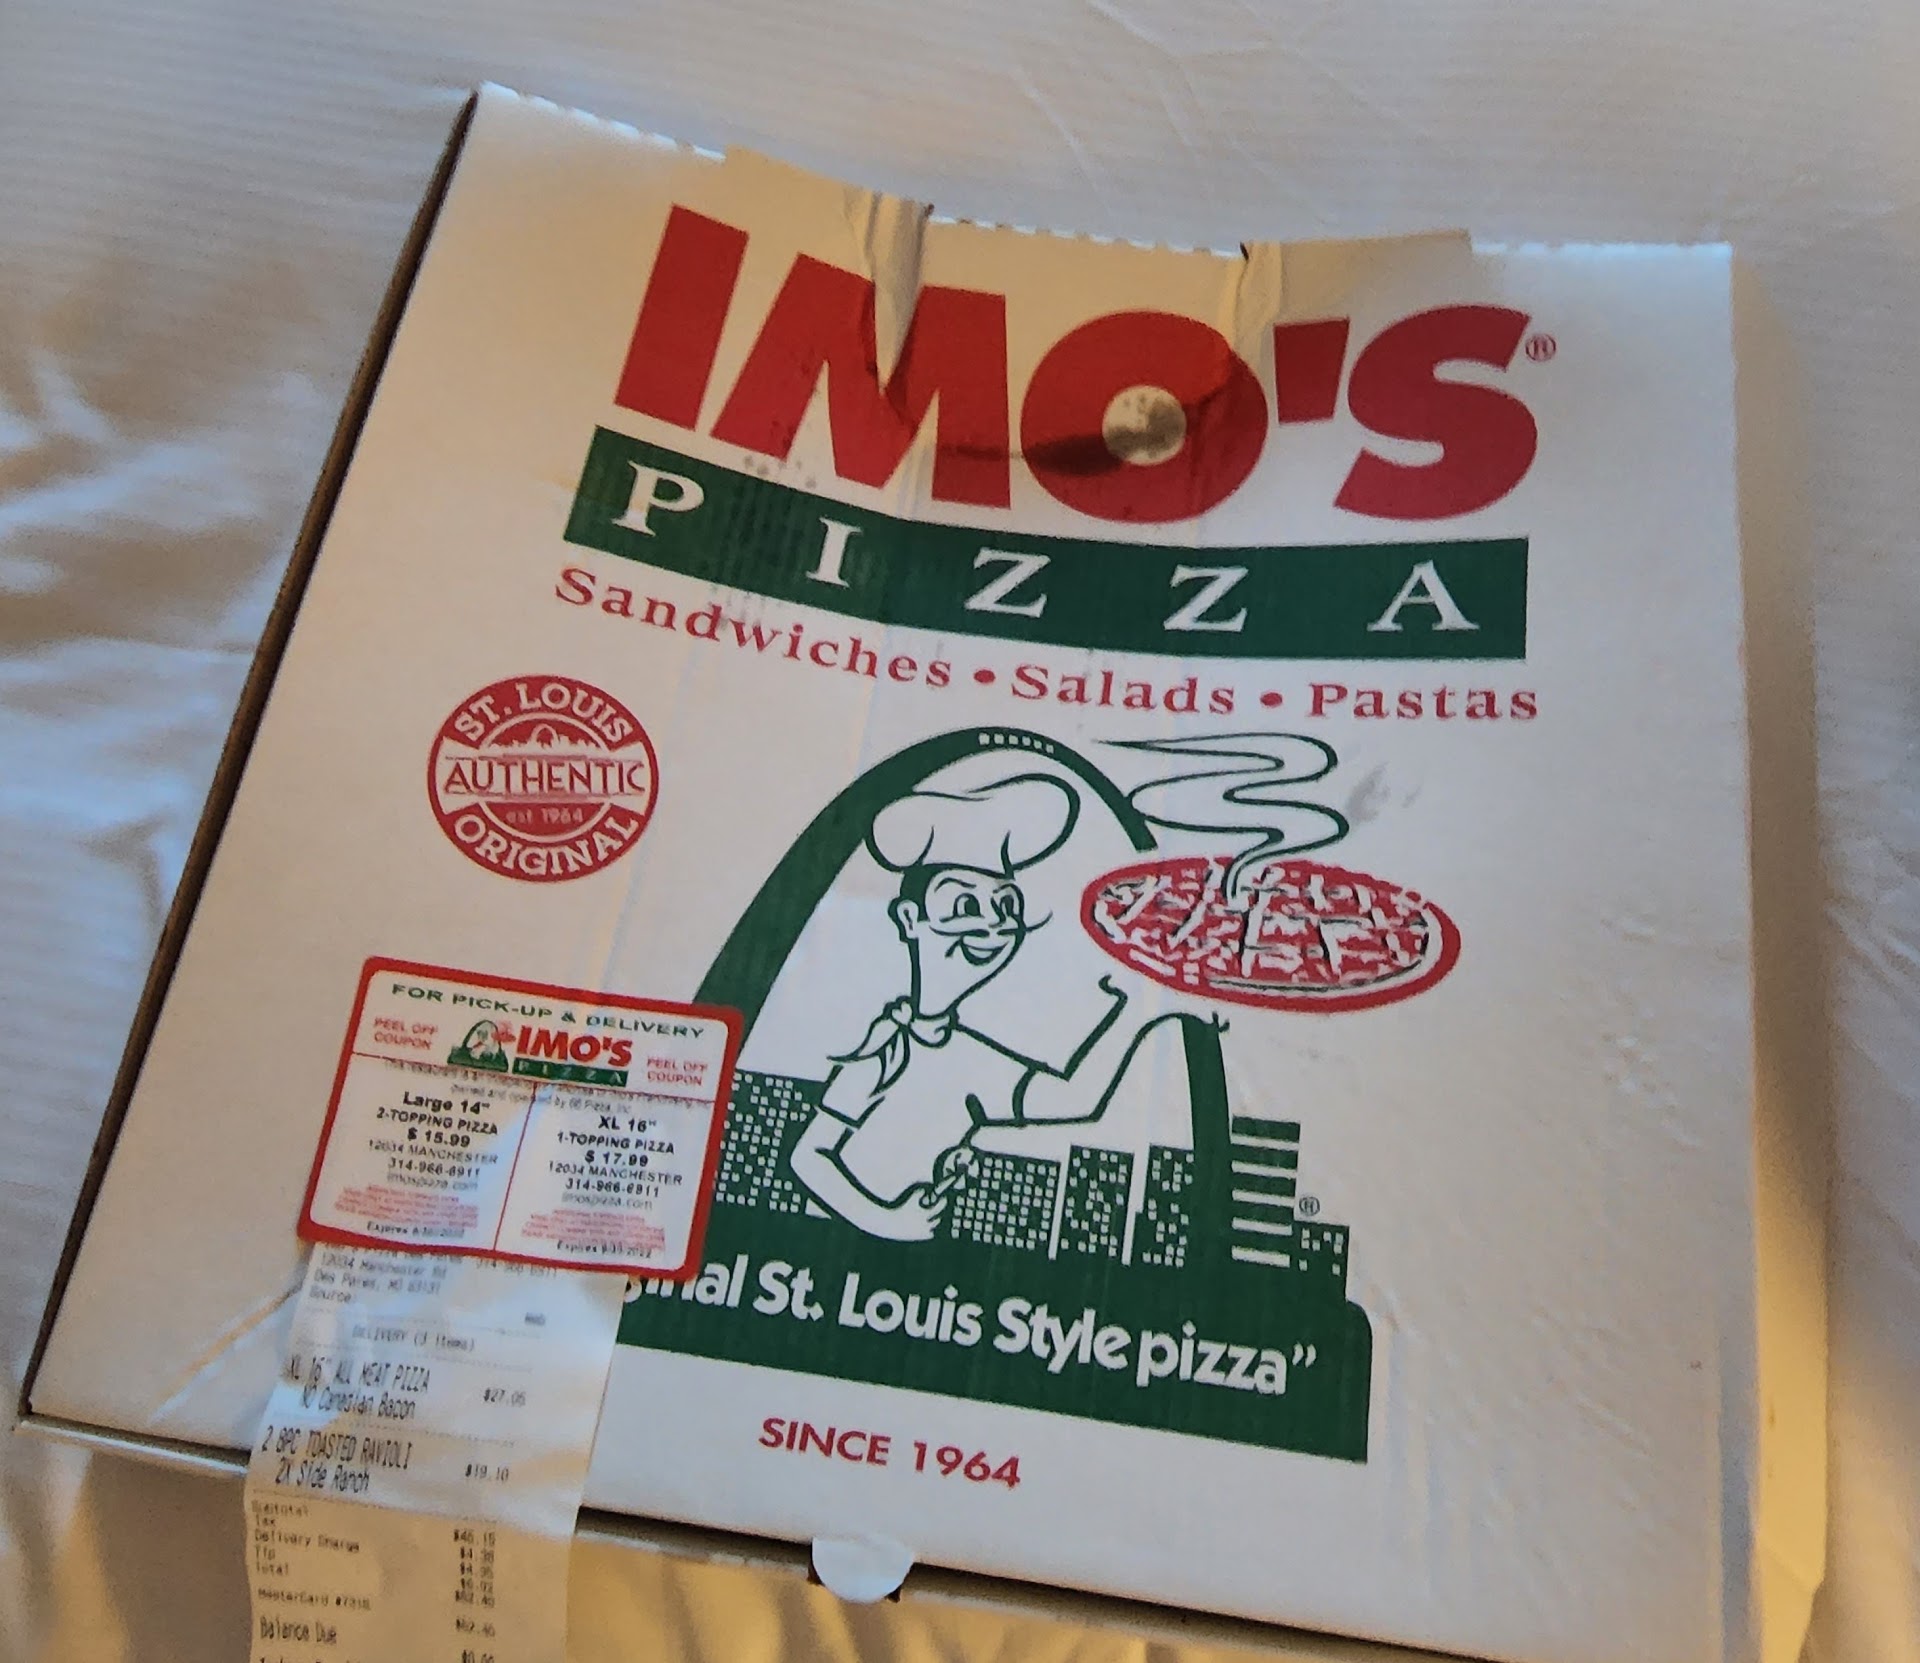 IMO'S®
PIZZA
Sandwiches • Salads • Pastas
ST. LOUIS
AUTHENTIC
est 1964
ORIGINAL
FOR PICK-UP & DELIVERY
PEEL OFF
COUPON
IMO'S
PIZZA
PEEL OFF
COUPON
Large 14"
2-TOPPING PIZZA
$ 15.99
12034 MANCHESTER
314-966-6911
imospizza.com
XL 16"
1-TOPPING PIZZA
$ 17.99
12034 MANCHESTER
314-966-6911
imospizza.com
®
St. Louis Style pizza”
SINCE 1964
12034 Manchester Rd
Des Peres, MO 63131
Source:
DELIVERY (3 Items)
XL 16" ALL MEAT PIZZA $27.05
NO Canadian Bacon
2 8PC TOASTED RAVIOLI $19.10
2X Side Ranch
Subtotal $46.15
Tax
Delivery Charge
Tip
Total
MasterCard
Balance Due